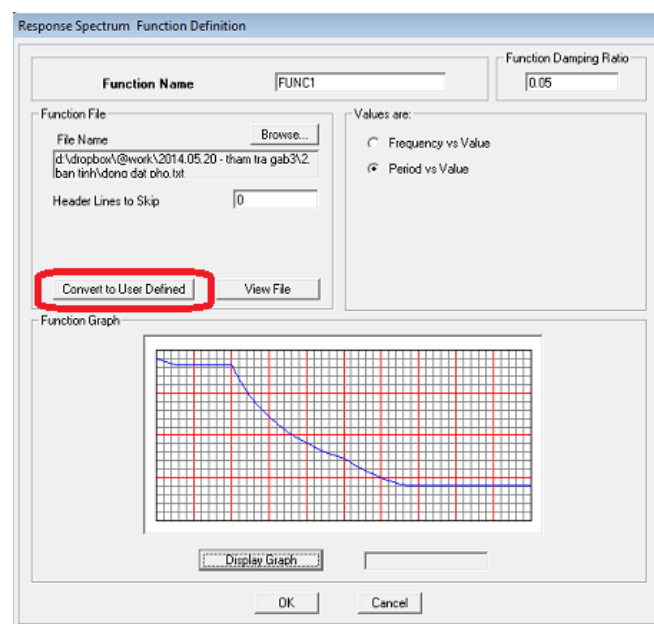 Response Spectrum Function Definition
Function Damping Ratio
Function Name
FUNC1
0.05
Function File
Values are:
File Name
Browse...
d:\dropbox\@work\2014.05.20 - tham tra gab3\2.
ban tinh\dong dat pho.txt
Frequency vs Value
Period vs Value
Header Lines to Skip
0
Convert to User Defined
View File
Function Graph
Display Graph
OK
Cancel